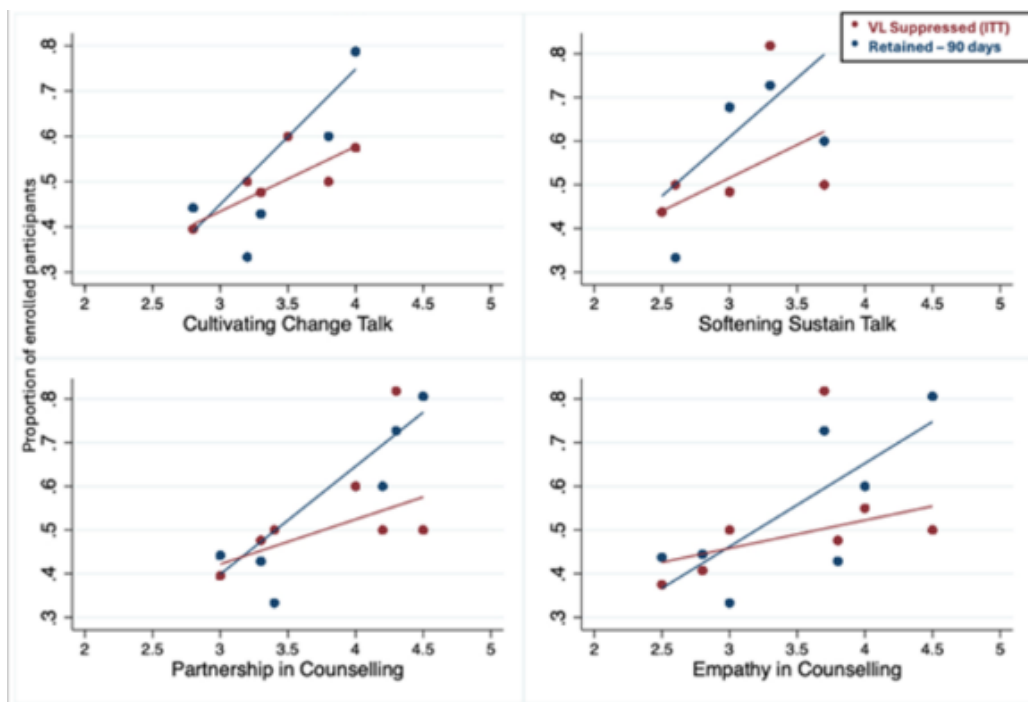 VL Suppressed (ITT)
Retained – 90 days
Proportion of enrolled participants
.8
.7
.6
.5
.4
.3
2 2.5 3 3.5 4 4.5 5
Cultivating Change Talk
.8
.7
.6
.5
.4
.3
2 2.5 3 3.5 4 4.5 5
Softening Sustain Talk
.8
.7
.6
.5
.4
.3
2 2.5 3 3.5 4 4.5 5
Partnership in Counselling
.8
.7
.6
.5
.4
.3
2 2.5 3 3.5 4 4.5 5
Empathy in Counselling